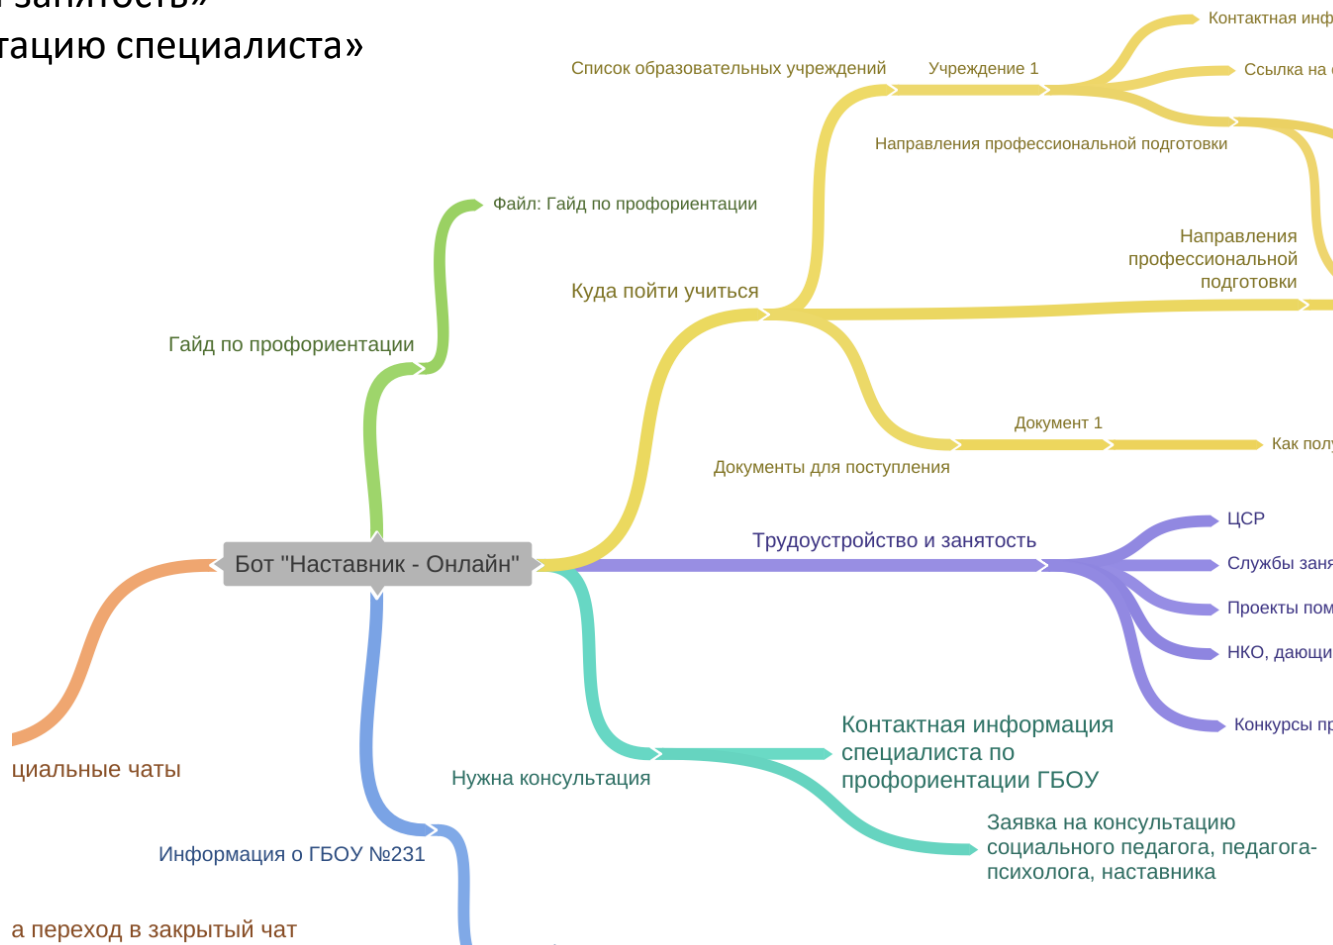 занятость»
тацию специалиста»
Контактная инф
Список образовательных учреждений
Учреждение 1
Ссылка на
Направления профессиональной подготовки
Файл: Гайд по профориентации
Направления
профессиональной
подготовки
Куда пойти учиться
Гайд по профориентации
Документ 1
Как полу
Документы для поступления
ЦСР
Трудоустройство и занятость
Бот "Наставник - Онлайн"
Службы заня
Проекты пом
НКО, дающи
Конкурсы пр
Контактная информация
специалиста по
профориентации ГБОУ
Нужна консультация
циальные чаты
Заявка на консультацию
социального педагога, педагога-
психолога, наставника
Информация о ГБОУ №231
а переход в закрытый чат